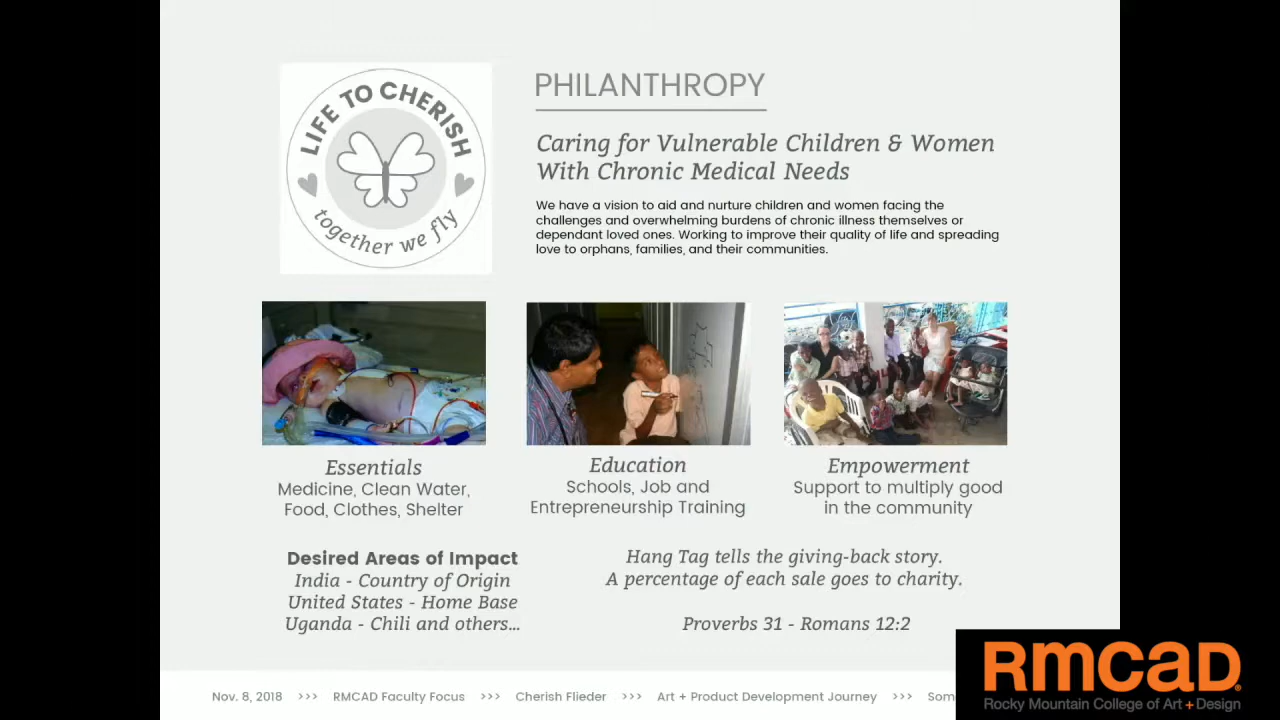 LIFE TO CHERISH
together we fly
PHILANTHROPY
Caring for Vulnerable Children & Women
With Chronic Medical Needs
We have a vision to aid and nurture children and women facing the
challenges and overwhelming burdens of chronic illness themselves or
dependant loved ones. Working to improve their quality of life and spreading
love to orphans, families, and their communities.
Essentials
Medicine, Clean Water,
Food, Clothes, Shelter
Education
Schools, Job and
Entrepreneurship Training
Empowerment
Support to multiply good
in the community
Desired Areas of Impact
India - Country of Origin
United States - Home Base
Uganda - Chili and others...
Hang Tag tells the giving-back story.
A percentage of each sale goes to charity.
Proverbs 31 - Romans 12:2
Nov. 8, 2018 >>> RMCAD Faculty Focus >>> Cherish Flieder >>> Art + Product Development Journey >>>
RMCAD
Rocky Mountain College of Art + Design